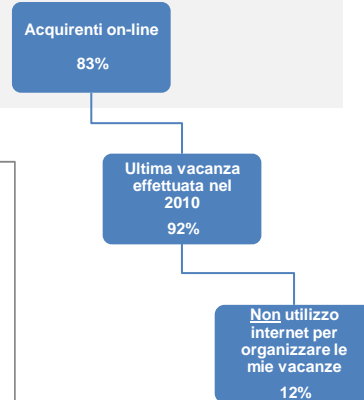 Acquirenti on-line
83%
Ultima vacanza
effettuata nel
2010
92%
Non utilizzo
internet per
organizzare le
mie vacanze
12%